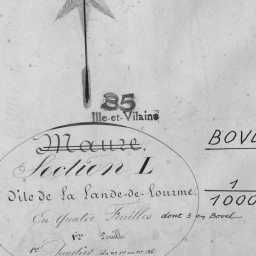 35
Ille-et-Vilaine
Maure.
Section L
Dite de la Lande-de-Lourme
En Quatre Feuilles dont 3 en Bovel
1re Feuille
BOVE
1
1000